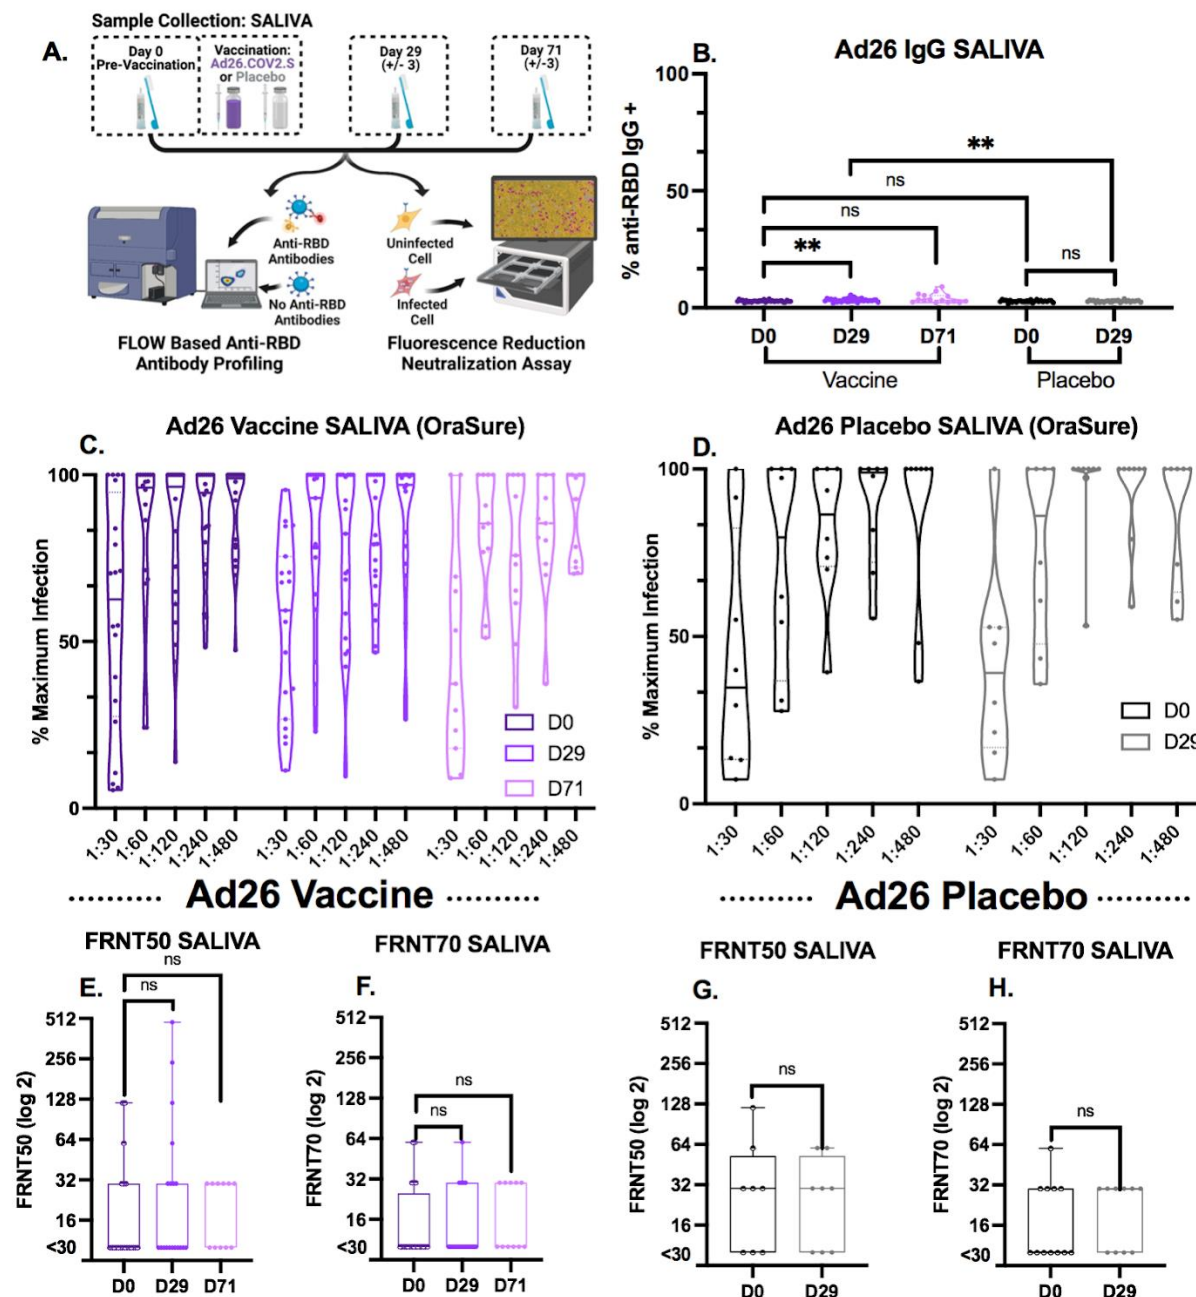 Sample Collection: SALIVA
A.
Day 0
Pre-Vaccination
Vaccination:
Ad26.COV2.S
or Placebo
Day 29
(+/- 3)
Day 71
(+/-3)
Anti-RBD
Antibodies
No Anti-RBD
Antibodies
Uninfected
Cell
Infected
Cell
FLOW Based Anti-RBD
Antibody Profiling
Fluorescence Reduction
Neutralization Assay
B.
Ad26 IgG SALIVA
% anti-RBD IgG +
100
50
0
**
ns
ns
**
ns
D0 D29 D71 D0 D29
Vaccine Placebo
C.
Ad26 Vaccine SALIVA (OraSure)
% Maximum Infection
100
50
0
D0
D29
D71
1:30 1:60 1:120 1:240 1:480 1:30 1:60 1:120 1:240 1:480 1:30 1:60 1:120 1:240 1:480
D.
Ad26 Placebo SALIVA (OraSure)
% Maximum Infection
100
50
0
D0
D29
1:30 1:60 1:120 1:240 1:480 1:30 1:60 1:120 1:240 1:480
Ad26 Vaccine
Ad26 Placebo
FRNT50 SALIVA
E.
ns
ns
FRNT50 (log 2)
512
256
128
64
32
16
<30
D0 D29 D71
FRNT70 SALIVA
F.
ns
ns
FRNT70 (log 2)
512
256
128
64
32
16
<30
D0 D29 D71
FRNT50 SALIVA
G.
ns
FRNT50 (log 2)
512
256
128
64
32
16
<30
D0 D29
FRNT70 SALIVA
H.
ns
FRNT70 (log 2)
512
256
128
64
32
16
<30
D0 D29